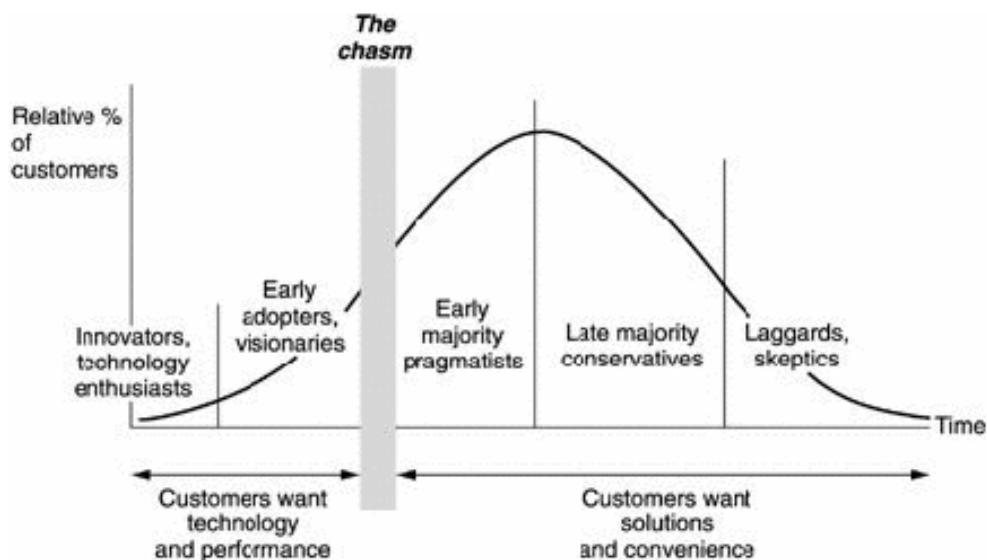 The
chasm
Relative %
of
customers
Innovators,
technology
enthusiasts
Early
adopters,
visionaries
Early
majority
pragmatists
Late majority
conservatives
Laggards,
skeptics
Time
Customers want
technology
and performance
Customers want
solutions
and convenience